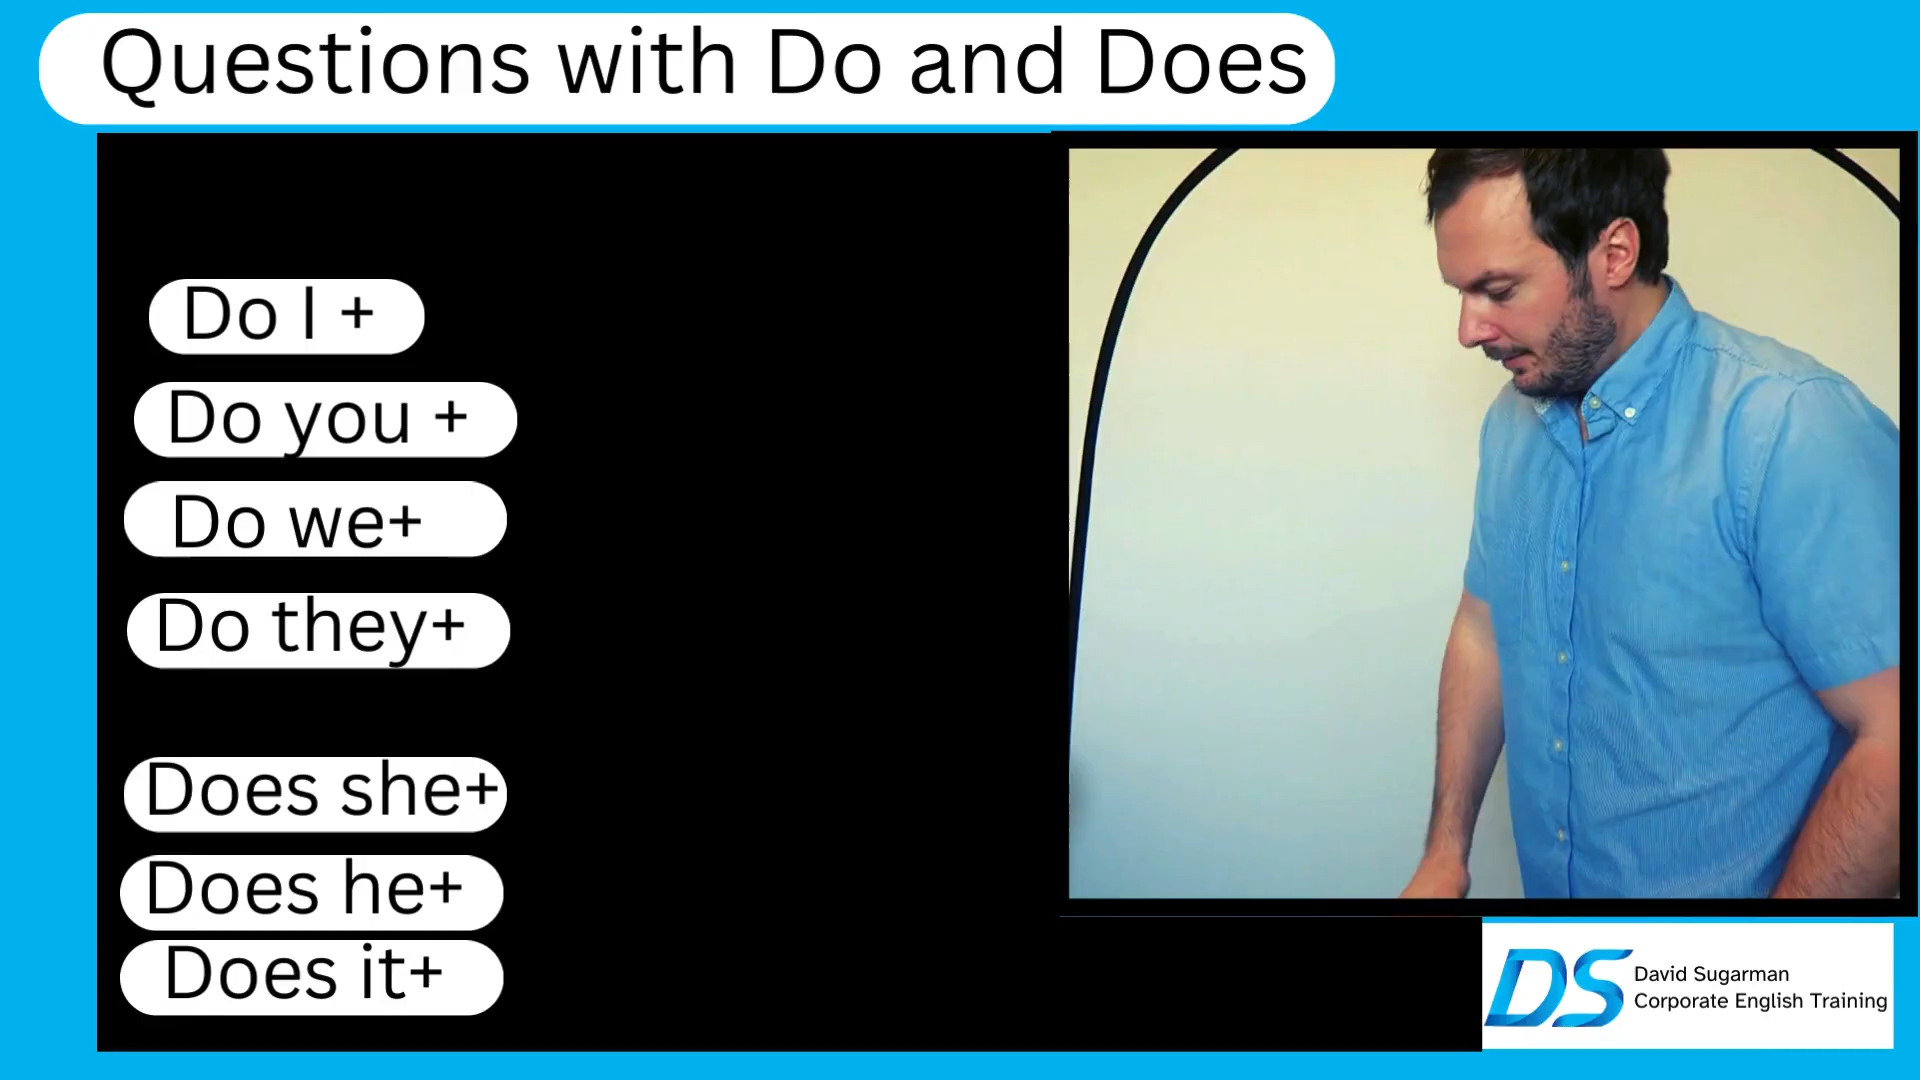 Questions with Do and Does
Do I +
Do you +
Do we+
Do they+
Does she+
Does he+
Does it+
DS
David Sugarman
Corporate English Training